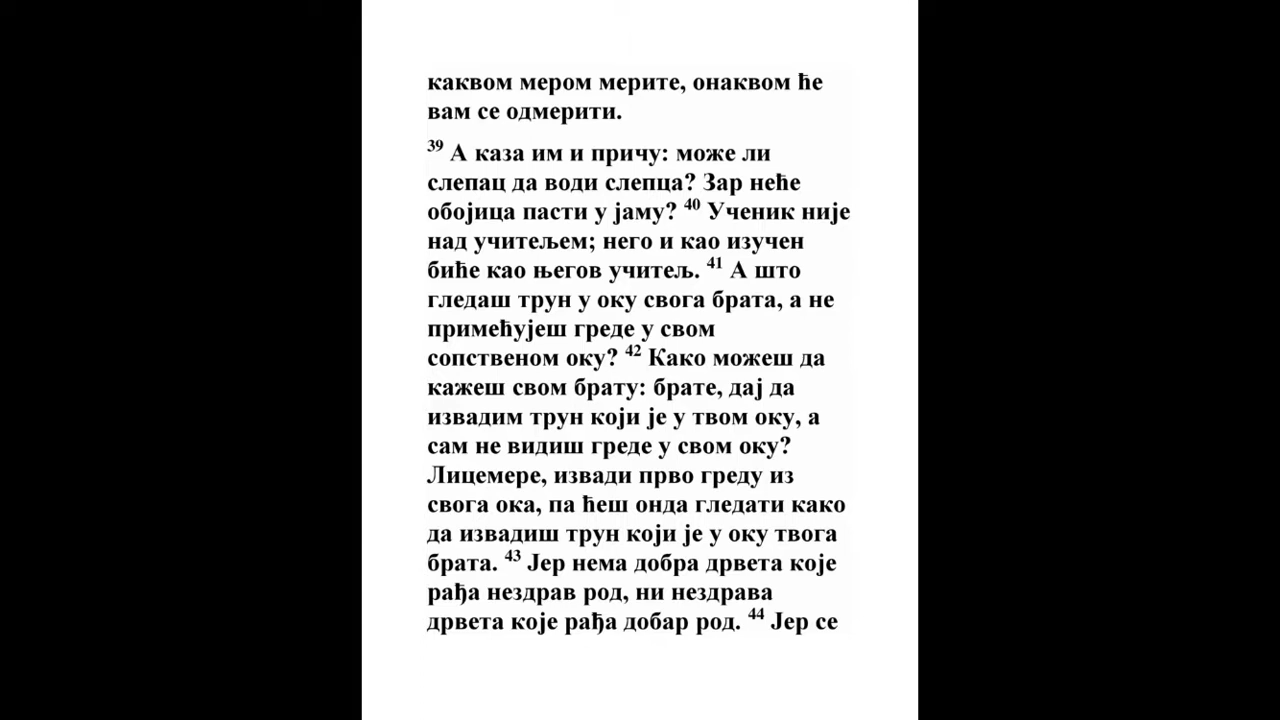 каквом мером мерите, онаквом ће
вам се одмерити.
39 А каза им и причу: може ли
слепац да води слепца? Зар неће
обојица пасти у јаму? 40 Ученик није
над учитељем; него и као изучен
биће као његов учитељ. 41 А што
гледаш трун у оку свога брата, а не
примећујеш греде у свом
сопственом оку? 42 Како можеш да
кажеш свом брату: брате, дај да
извадим трун који је у твом оку, а
сам не видиш греде у свом оку?
Лицемере, извади прво греду из
свога ока, па ћеш онда гледати како
да извадиш трун који је у оку твога
брата. 43 Јер нема добра дрвета које
рађа нездрав род, ни нездрава
дрвета које рађа добар род. 44 Јер се